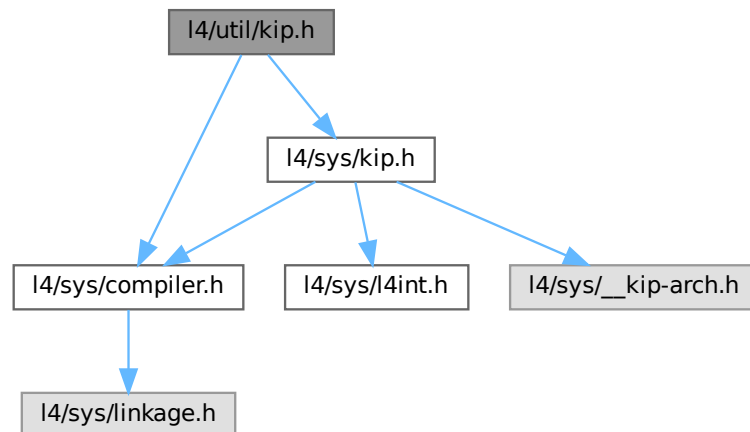 l4/util/kip.h
l4/sys/kip.h
l4/sys/compiler.h
l4/sys/l4int.h
l4/sys/__kip-arch.h
l4/sys/linkage.h